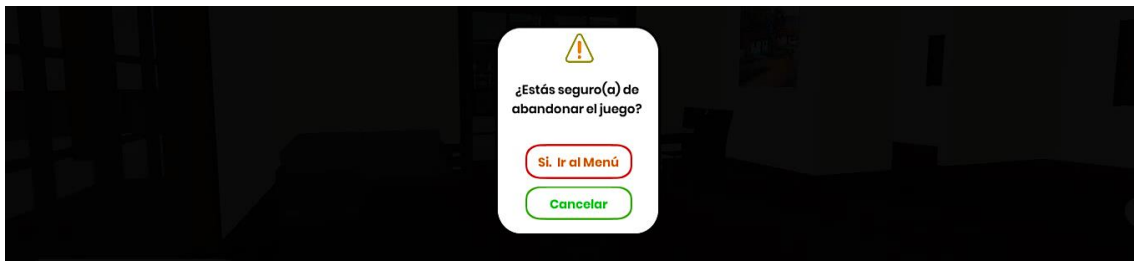 ¿Estás seguro(a) de
abandonar el juego?
Si. Ir al Menú
Cancelar